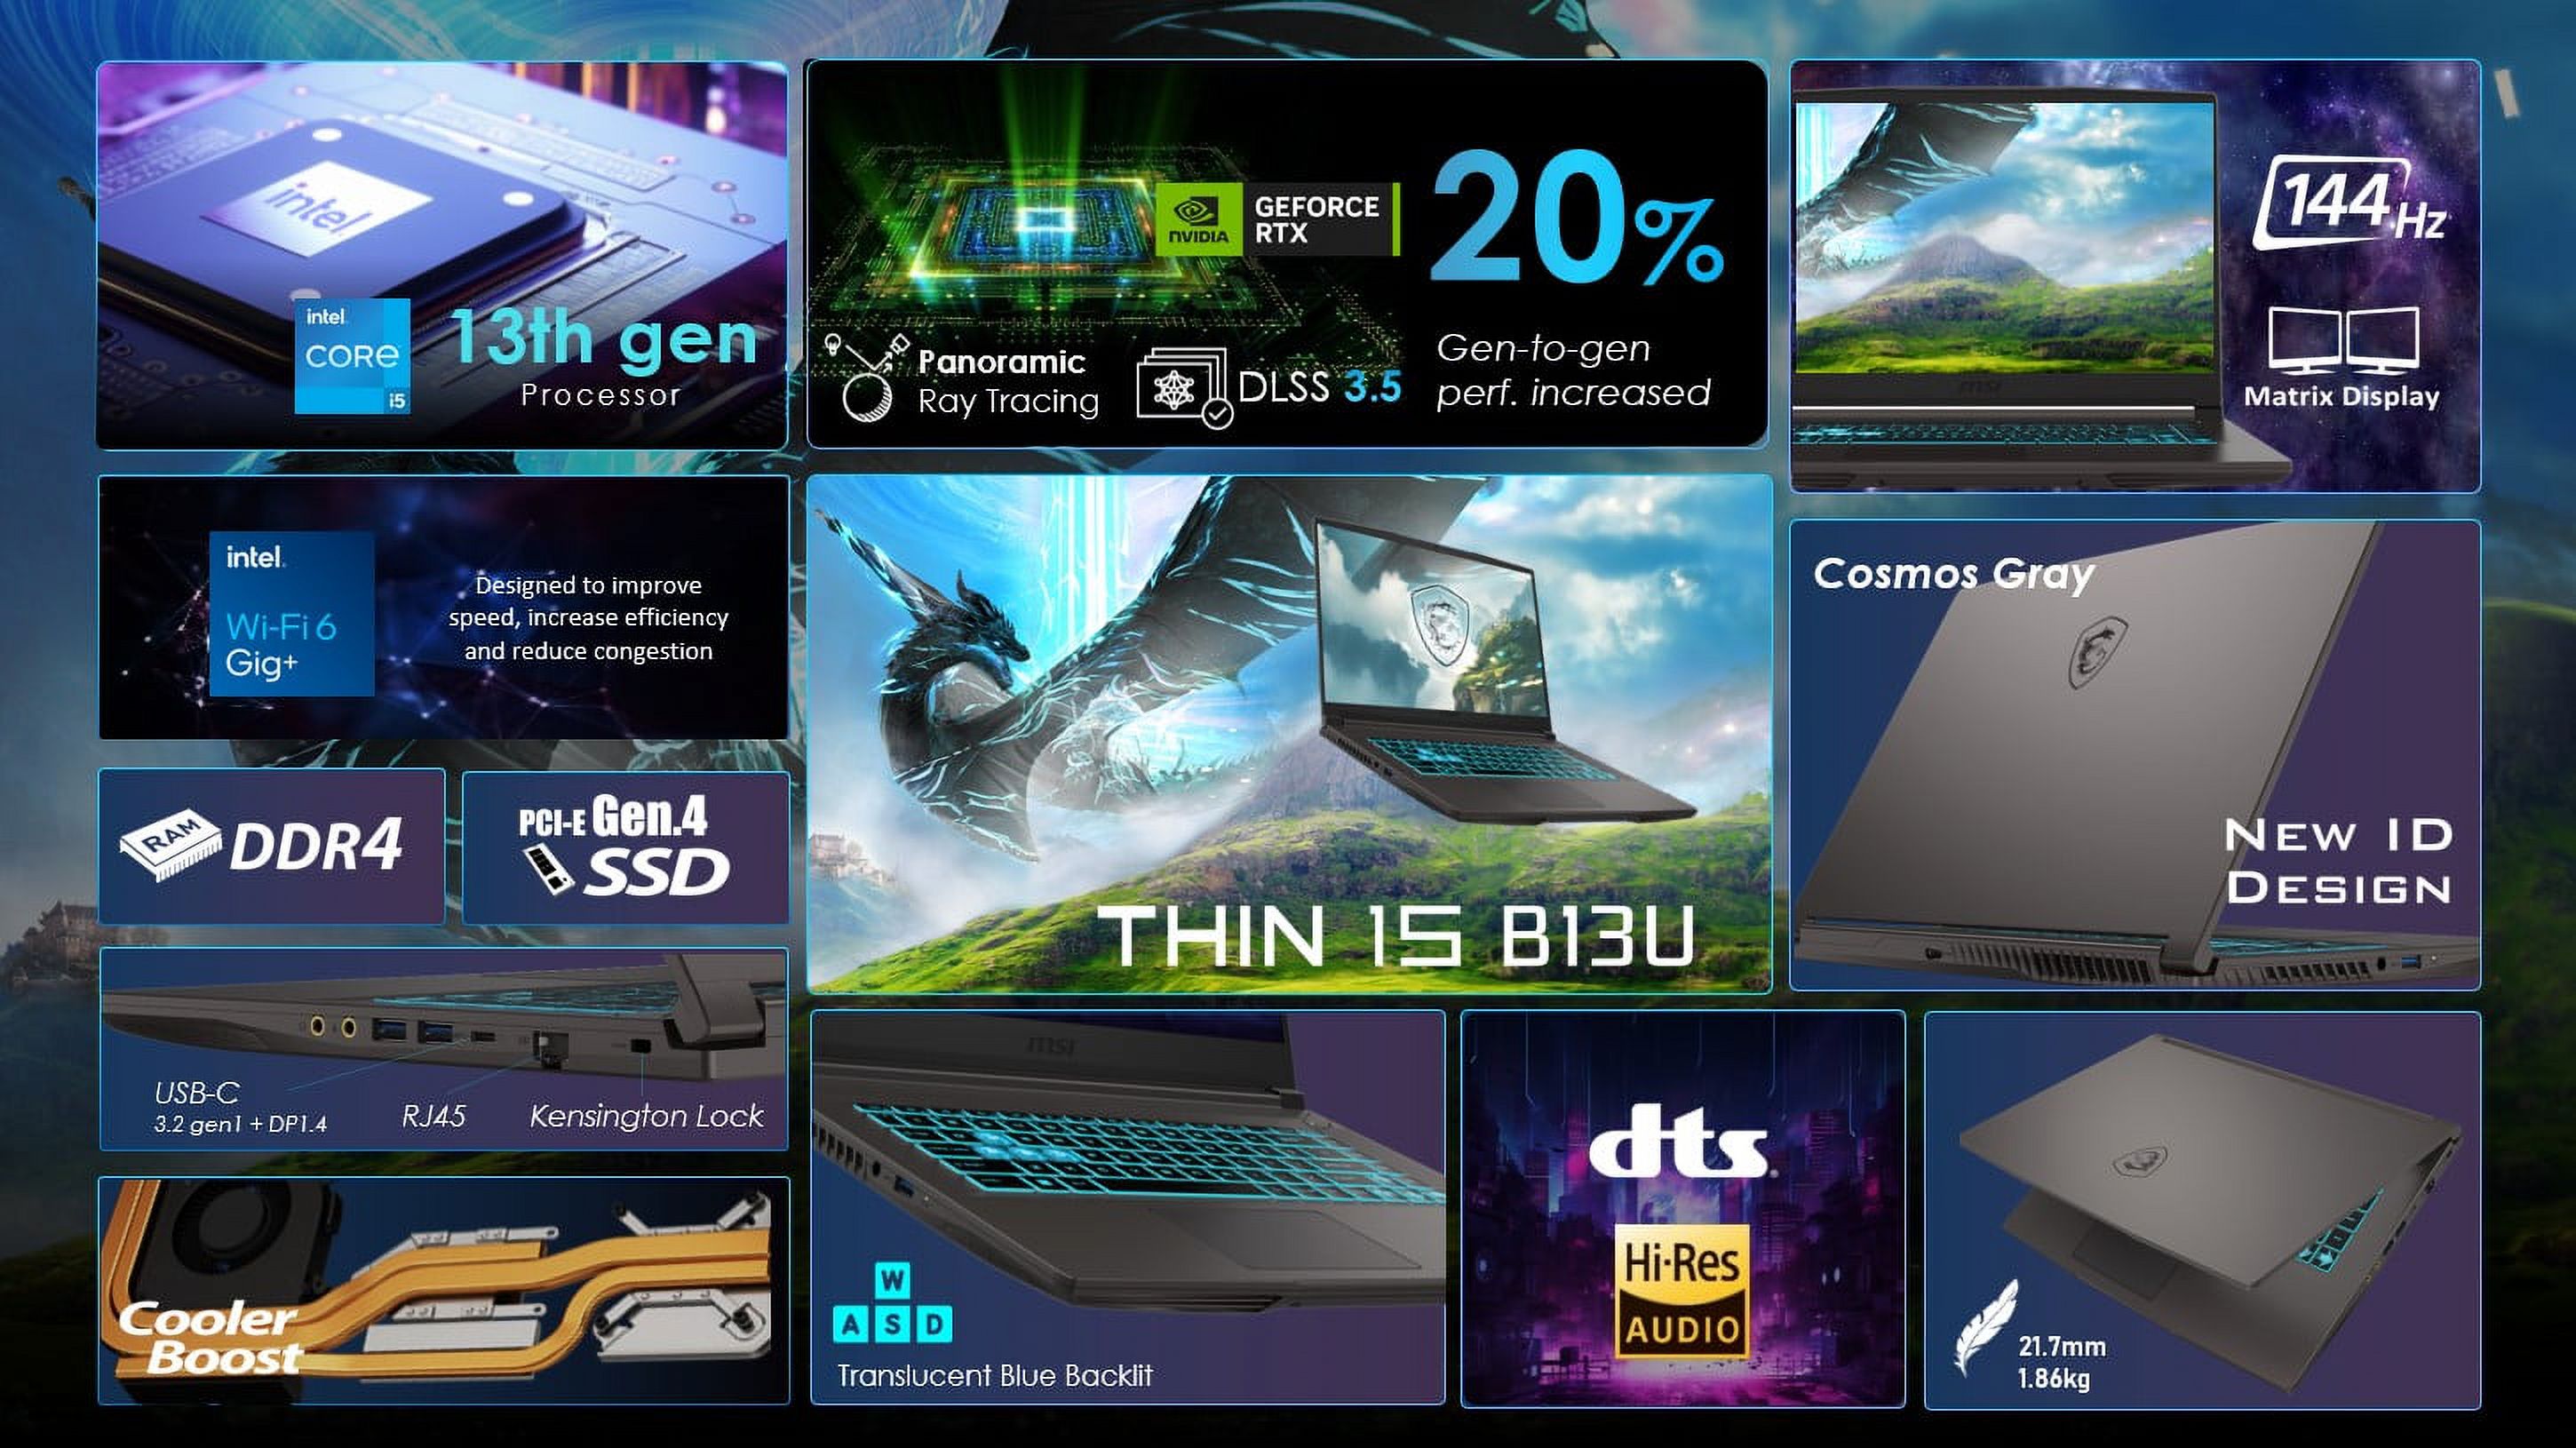 intel
intel.
CORE
i5
13th gen
Processor
NVIDIA
GEFORCE
RTX
20%
Panoramic
Ray Tracing
DLSS 3.5
Gen-to-gen
perf. increased
msi
144Hz
Matrix Display
intel.
Wi-Fi 6
Gig+
Designed to improve
speed, increase efficiency
and reduce congestion
THIN 15 B13U
Cosmos Gray
NEW ID
DESIGN
RAM
DDR4
PCI-E Gen.4
SSD
USB-C
3.2 gen1 + DP1.4
RJ45
Kensington Lock
Cooler
Boost
msi
W
A S D
Translucent Blue Backlit
dts
Hi-Res
AUDIO
21.7mm
1.86kg